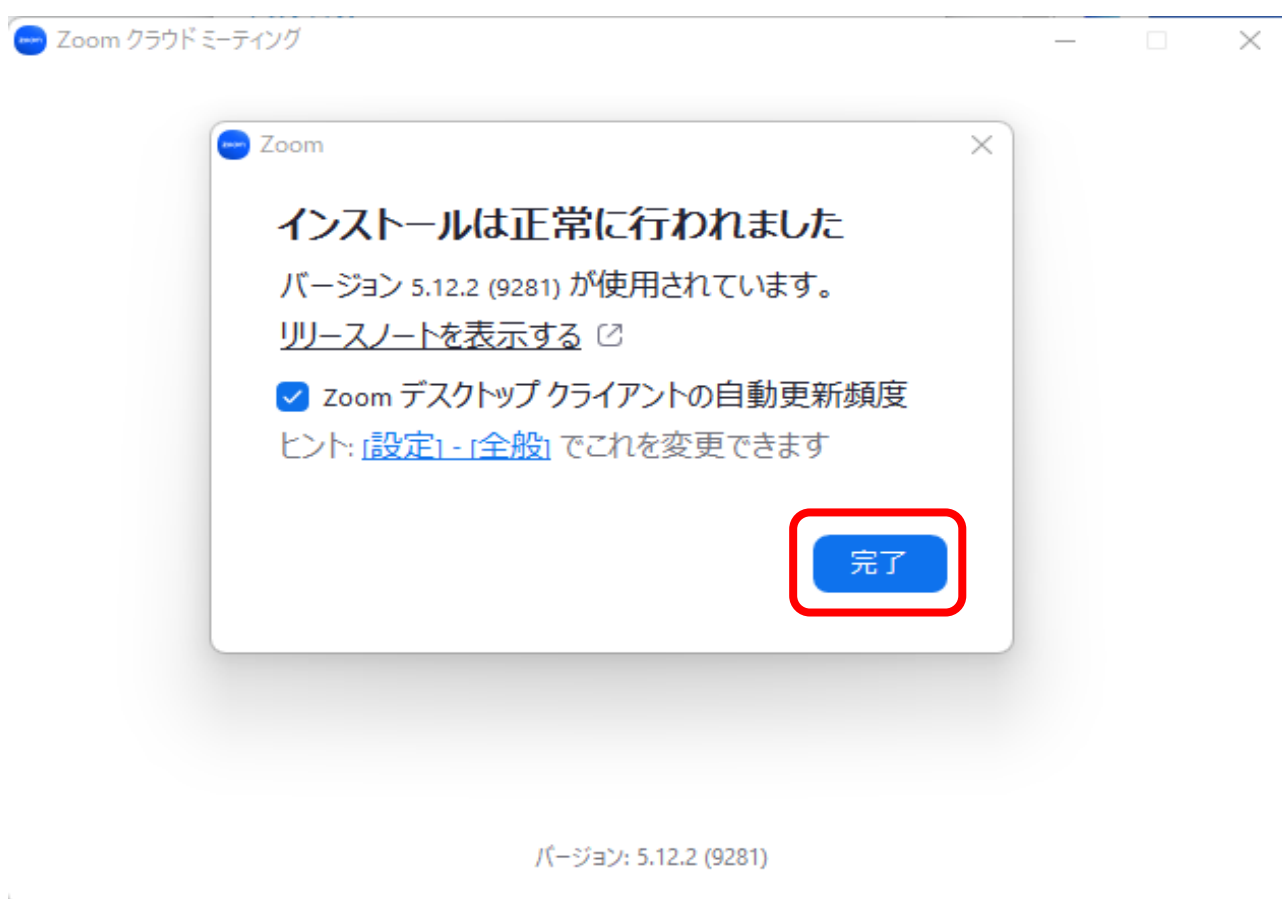 zoom Zoom クラウド ミーティング
zoom Zoom
インストールは正常に行われました
バージョン 5.12.2 (9281) が使用されています。
リリースノートを表示する
Zoom デスクトップ クライアントの自動更新頻度
ヒント: [設定] - [全般] でこれを変更できます
完了
バージョン: 5.12.2 (9281)